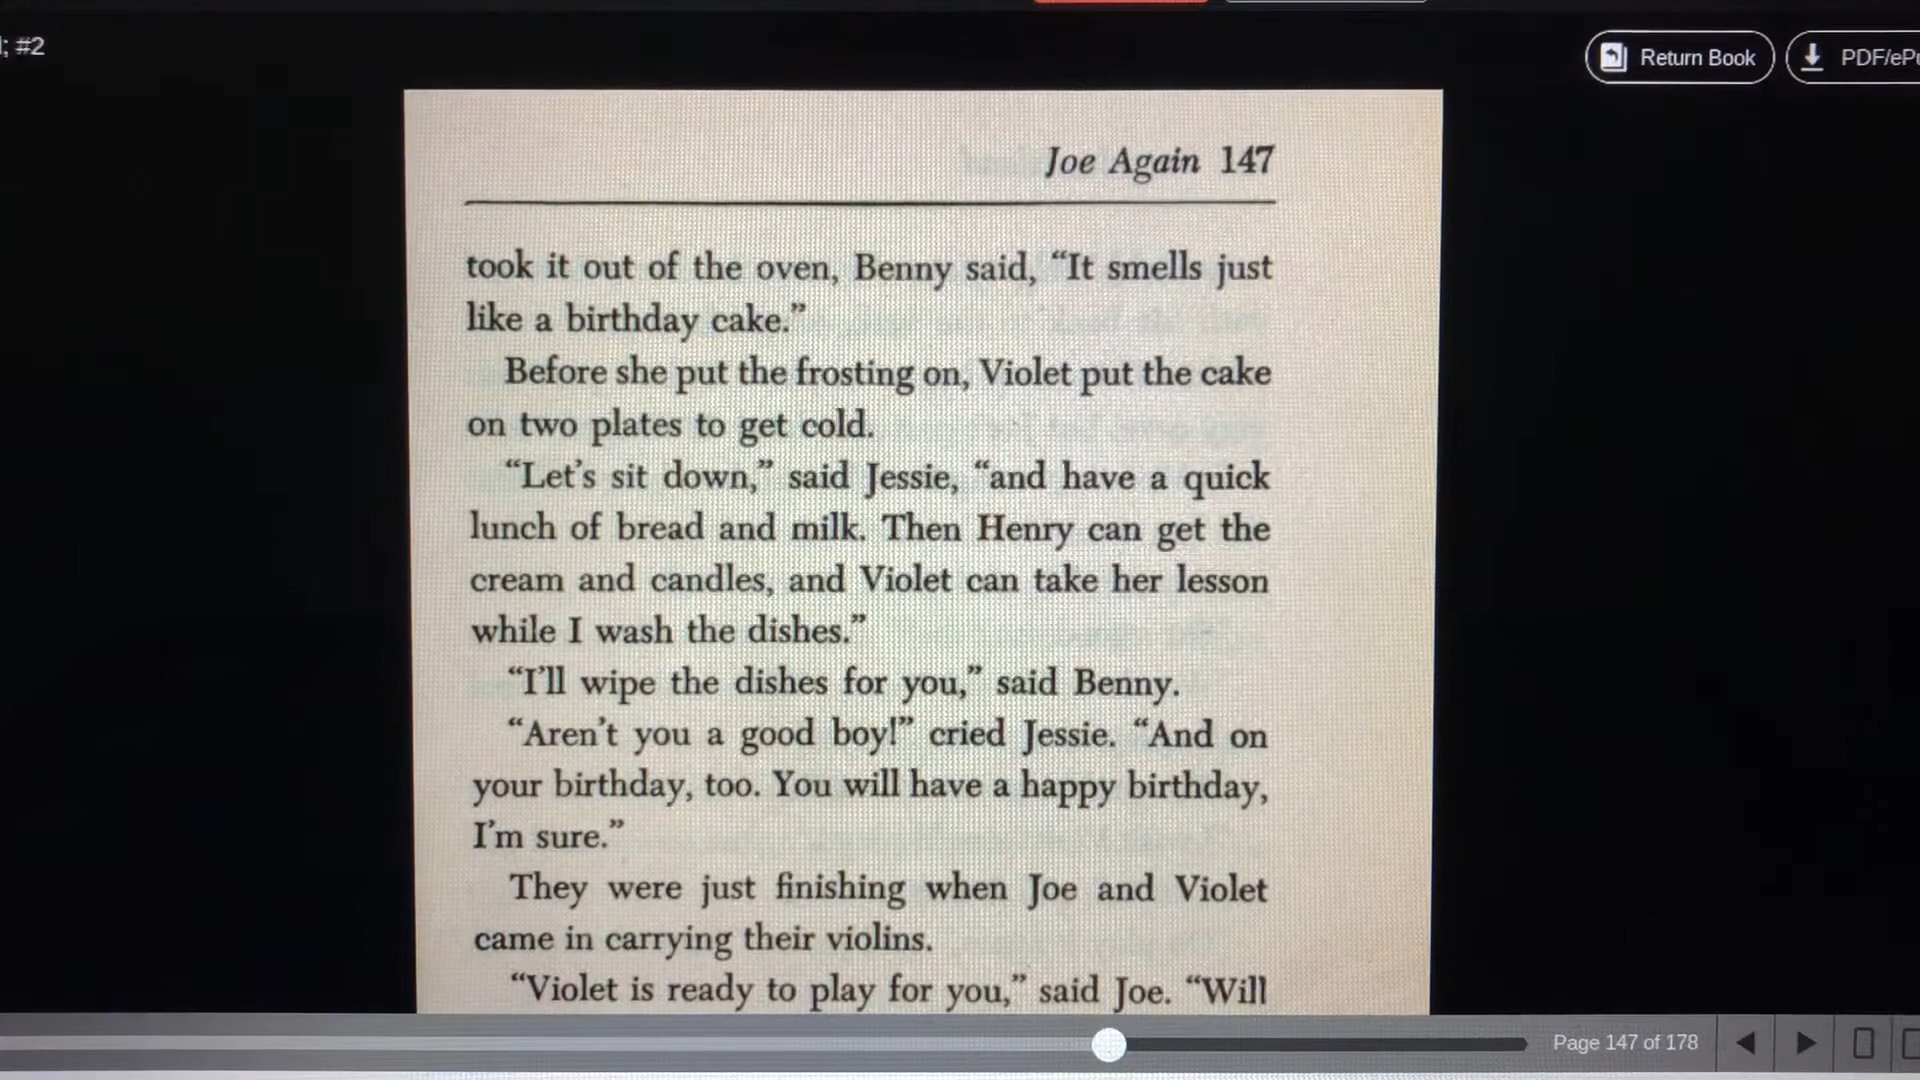 ; #2
Return Book
PDF/eP
Joe Again 147
took it out of the oven, Benny said, “It smells just
like a birthday cake.”
Before she put the frosting on, Violet put the cake
on two plates to get cold.
“Let’s sit down,” said Jessie, “and have a quick
lunch of bread and milk. Then Henry can get the
cream and candles, and Violet can take her lesson
while I wash the dishes.”
“I’ll wipe the dishes for you,” said Benny.
“Aren’t you a good boy!” cried Jessie. “And on
your birthday, too. You will have a happy birthday,
I’m sure.”
They were just finishing when Joe and Violet
came in carrying their violins.
“Violet is ready to play for you,” said Joe. “Will
Page 147 of 178